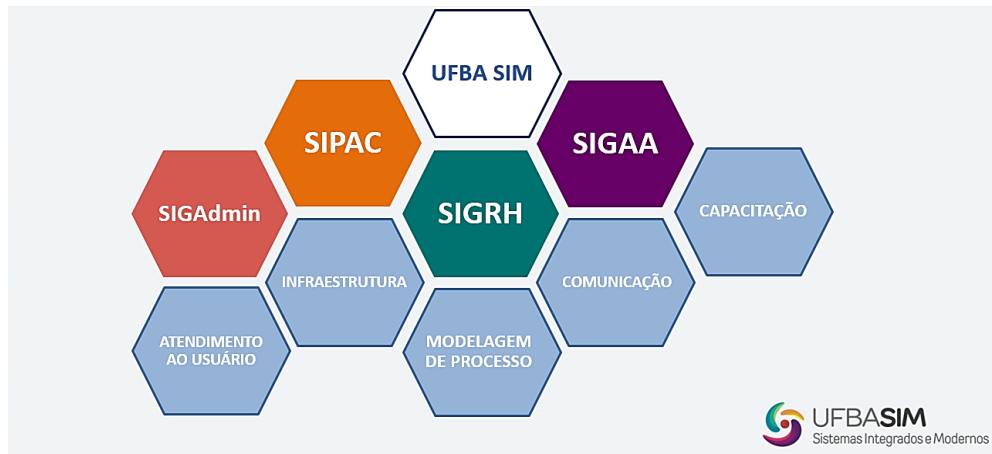 UFBA SIM
SIPAC
SIGAA
SIGAdmin
SIGRH
CAPACITAÇÃO
INFRAESTRUTURA
COMUNICAÇÃO
ATENDIMENTO
AO USUÁRIO
MODELAGEM
DE PROCESSO
UFBASIM
Sistemas Integrados e Modernos